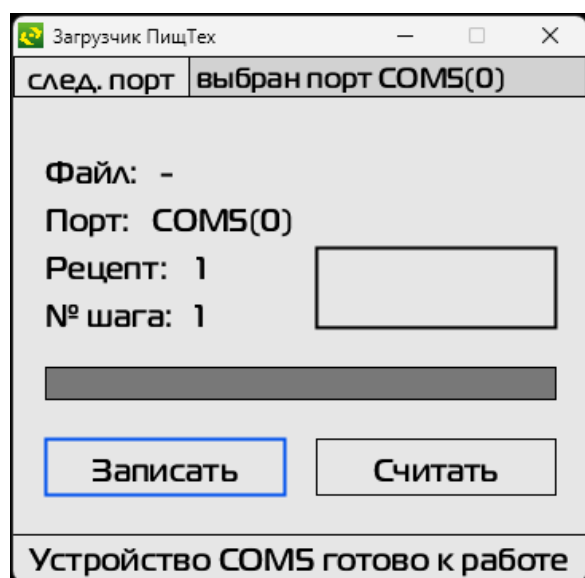 Загрузчик ПищТех
след. порт выбран порт COM5(0)
Файл: -
Порт: COM5(0)
Рецепт: 1
№ шага: 1
Записать Считать
Устройство COM5 готово к работе